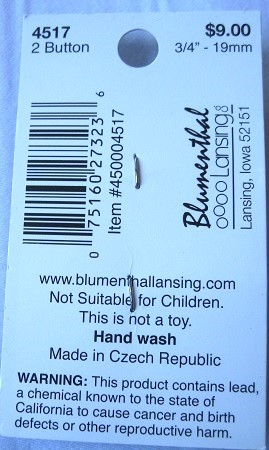 4517
2 Button
$9.00
3/4" - 19mm
0 75160 27323 6
Item #450004517
Blumenthal
Lansing Co
Lansing, Iowa 52151
www.blumenthallansing.com
Not Suitable for Children.
This is not a toy.
Hand wash
Made in Czech Republic
WARNING: This product contains lead,
a chemical known to the state of
California to cause cancer and birth
defects or other reproductive harm.